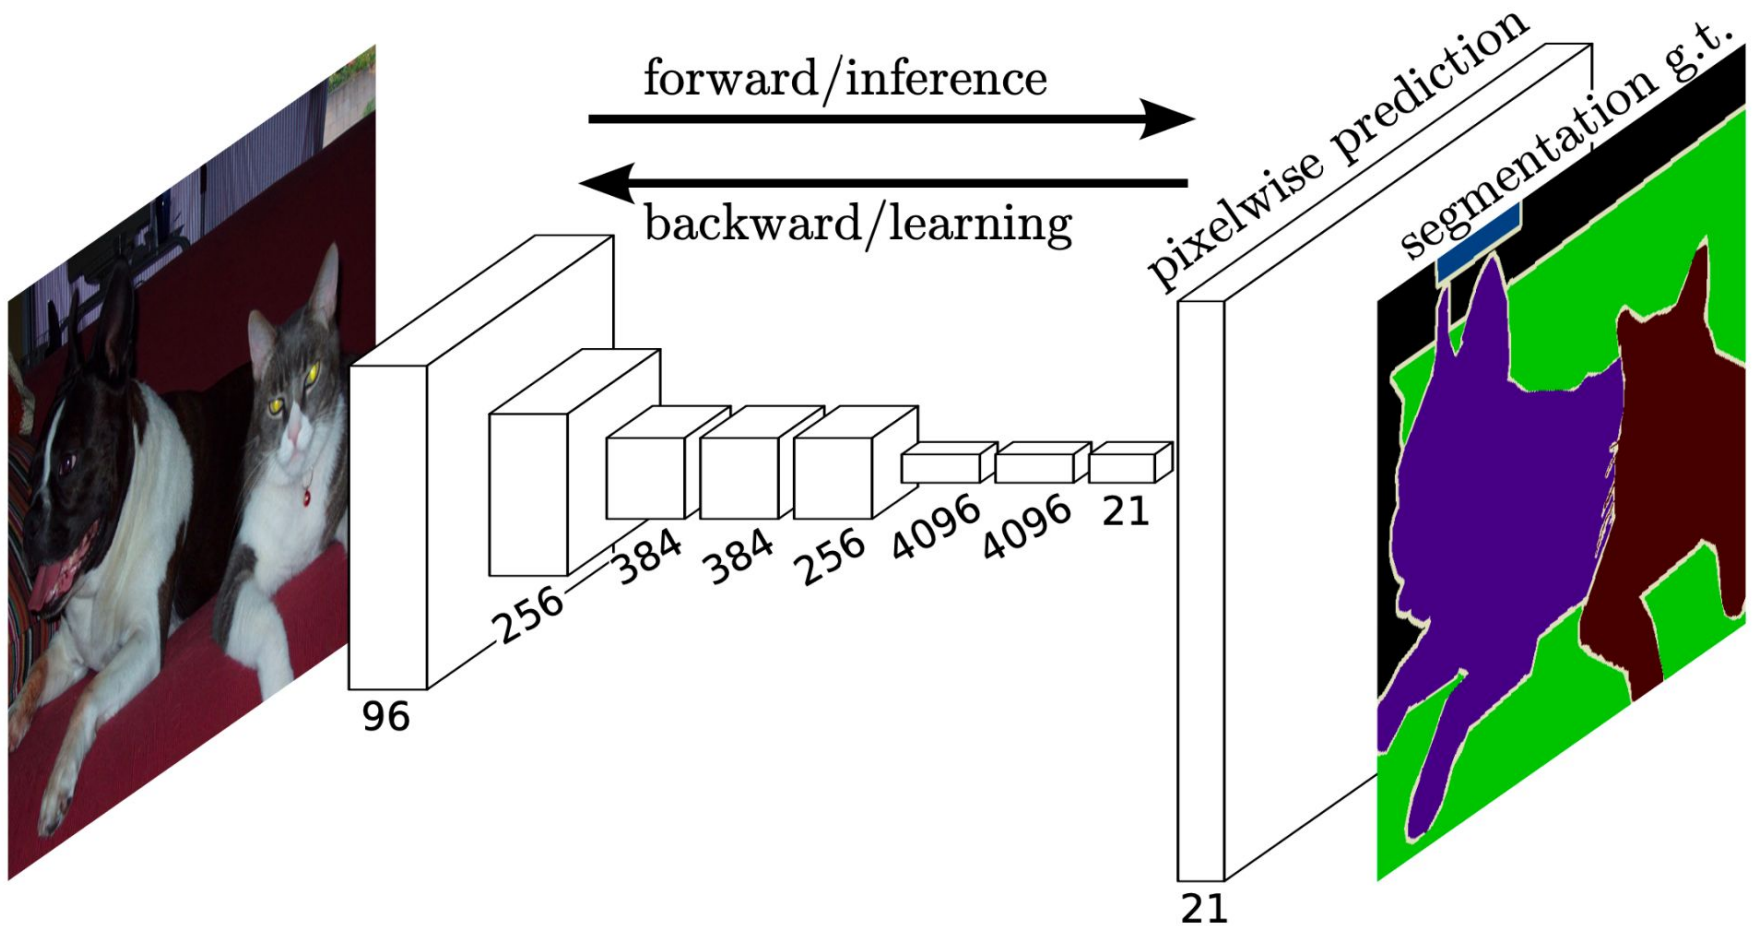 forward/inference
backward/learning
pixelwise prediction
segmentation g.t.
96
256
384
384
256
4096
4096
21
21